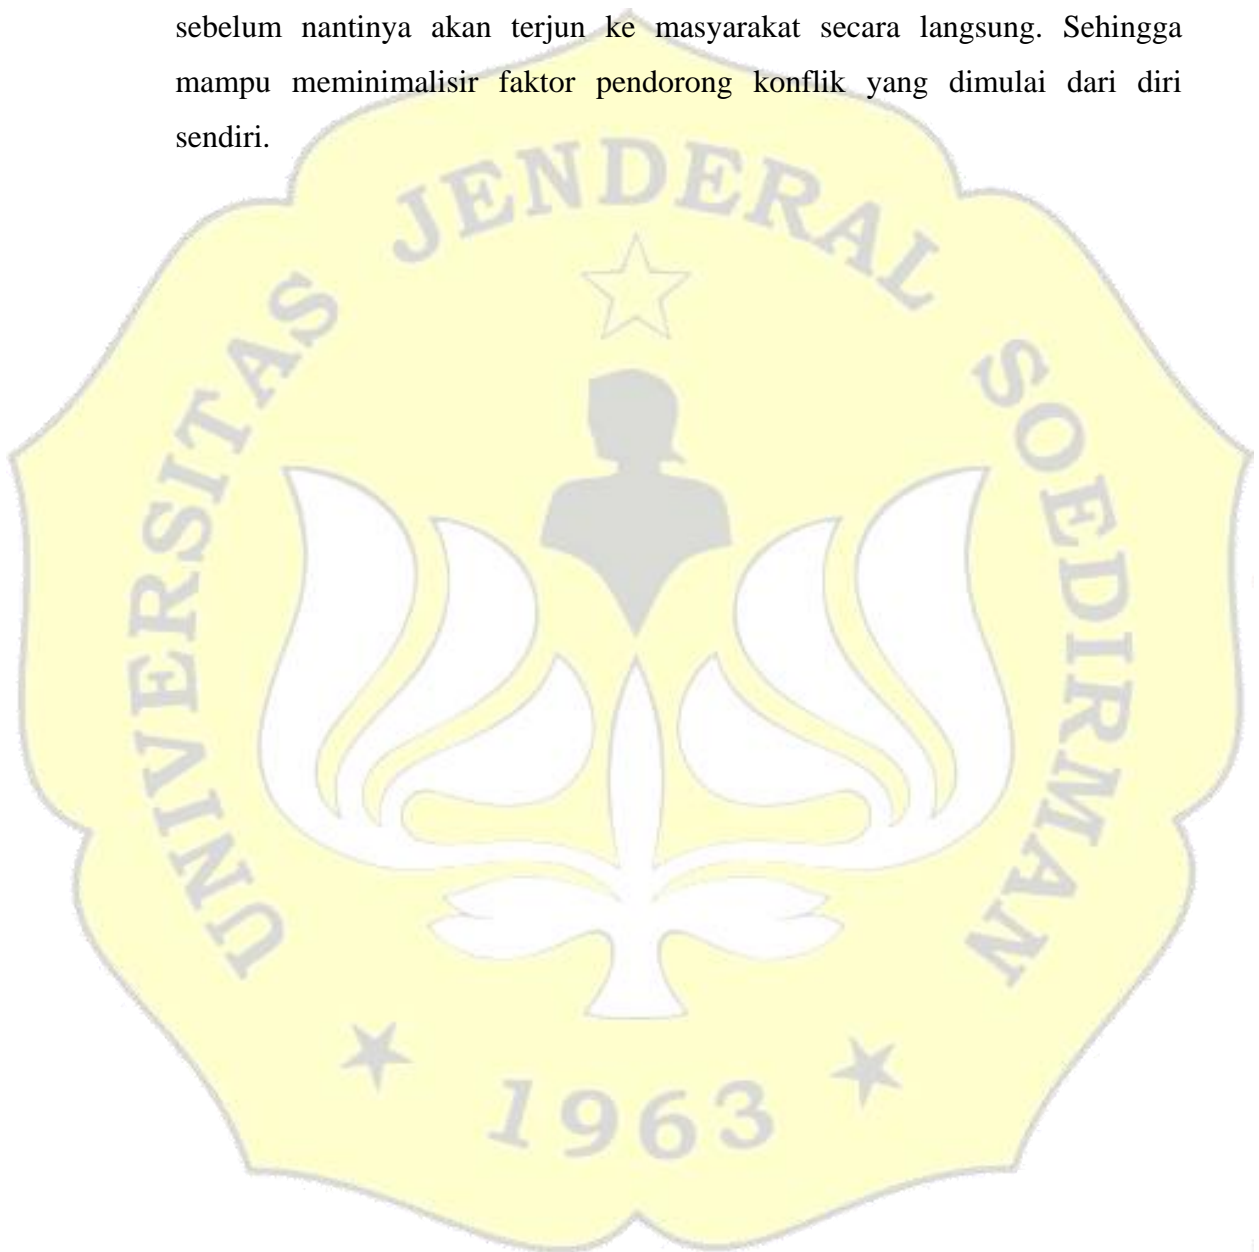 sebelum nantinya akan terjun ke masyarakat secara langsung. Sehingga
mampu meminimalisir faktor pendorong konflik yang dimulai dari diri
sendiri.
UNIVERSITAS JENDERAL SOEDIRMAN
1963